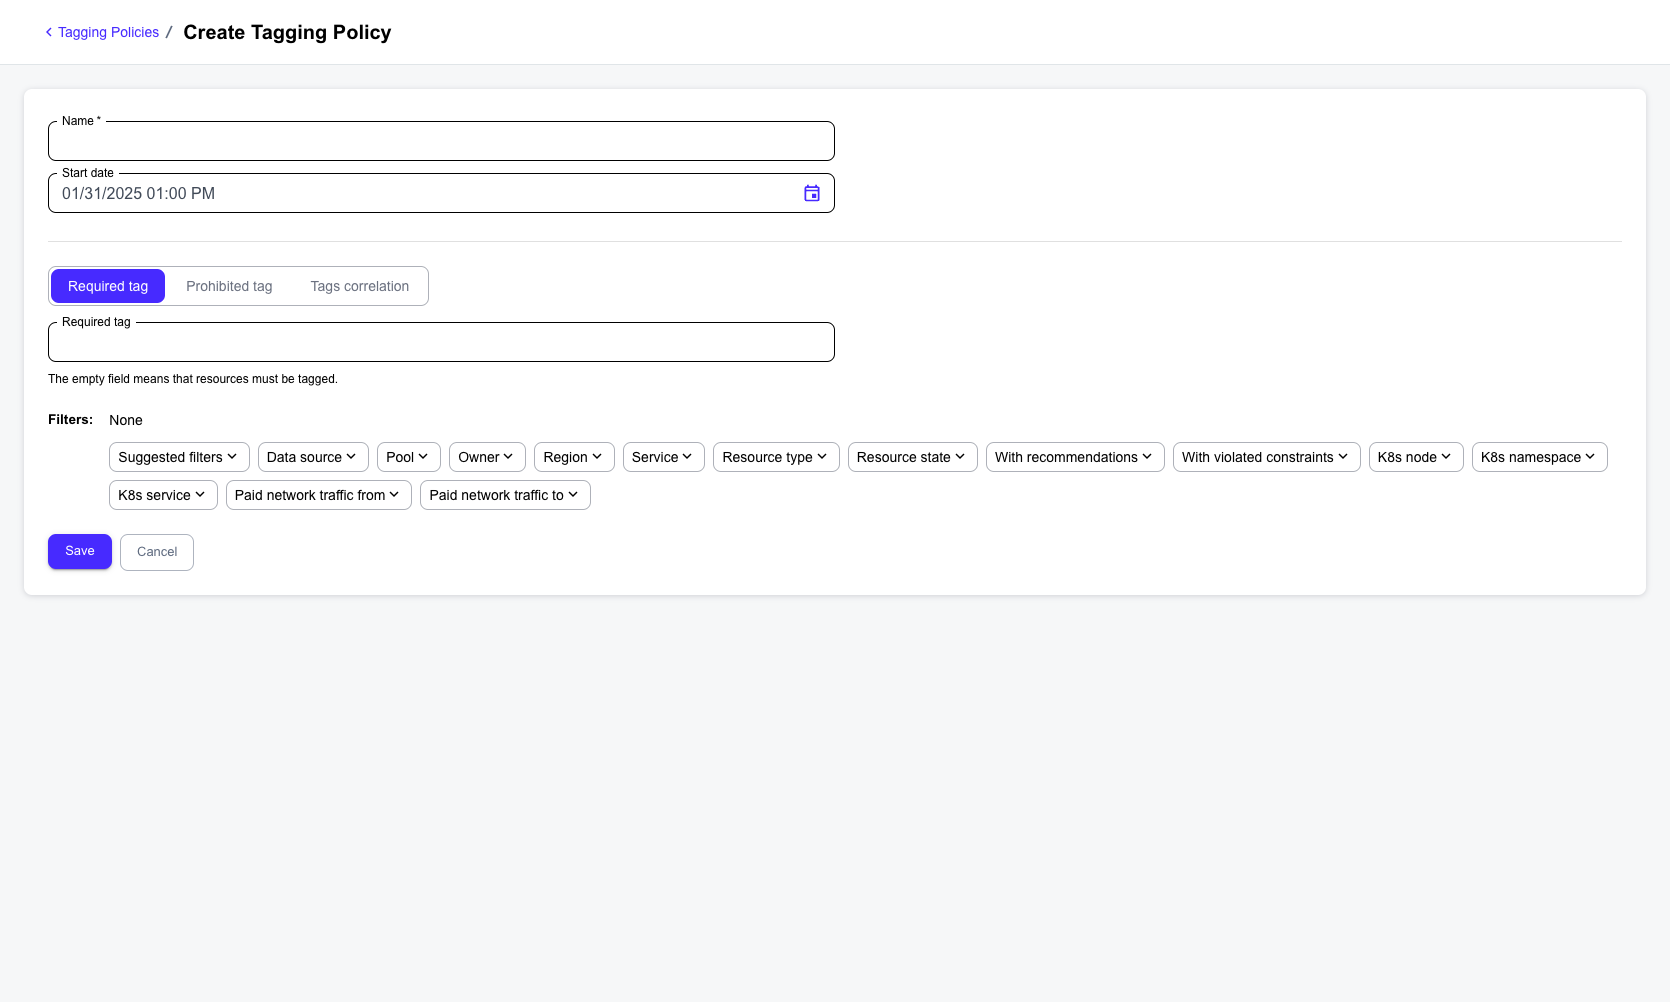 Tagging Policies / Create Tagging Policy
Name *
Start date
01/31/2025 01:00 PM
Required tag Prohibited tag Tags correlation
Required tag
The empty field means that resources must be tagged.
Filters: None
Suggested filters Data source Pool Owner Region Service Resource type Resource state With recommendations With violated constraints K8s node K8s namespace
K8s service Paid network traffic from Paid network traffic to
Save Cancel